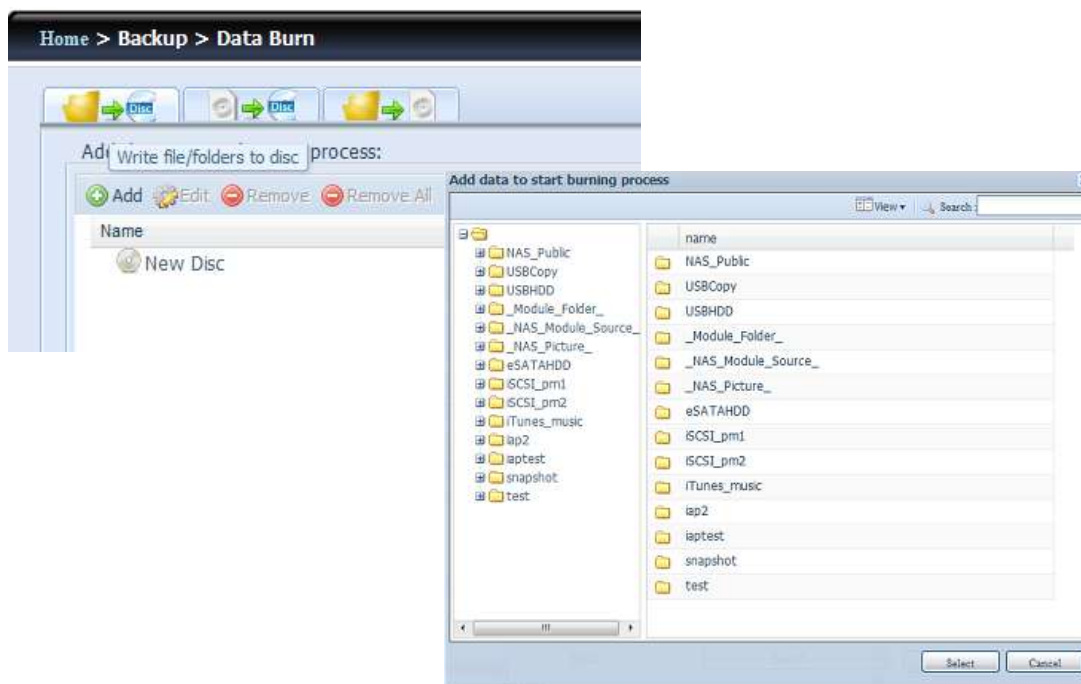 Home > Backup > Data Burn
Disc
Disc
Add
process:
Write file/folders to disc
Add Edit Remove Remove All
Name
New Disc
Add data to start burning process
View Search:
NAS_Public
USBCopy
USBHDD
_Module_Folder_
_NAS_Module_Source_
_NAS_Picture_
eSATAHDD
iSCSI_pm1
iSCSI_pm2
iTunes_music
iap2
iaptest
snapshot
test
name
NAS_Public
USBCopy
USBHDD
_Module_Folder_
_NAS_Module_Source_
_NAS_Picture_
eSATAHDD
iSCSI_pm1
iSCSI_pm2
iTunes_music
iap2
iaptest
snapshot
test
Select Cancel